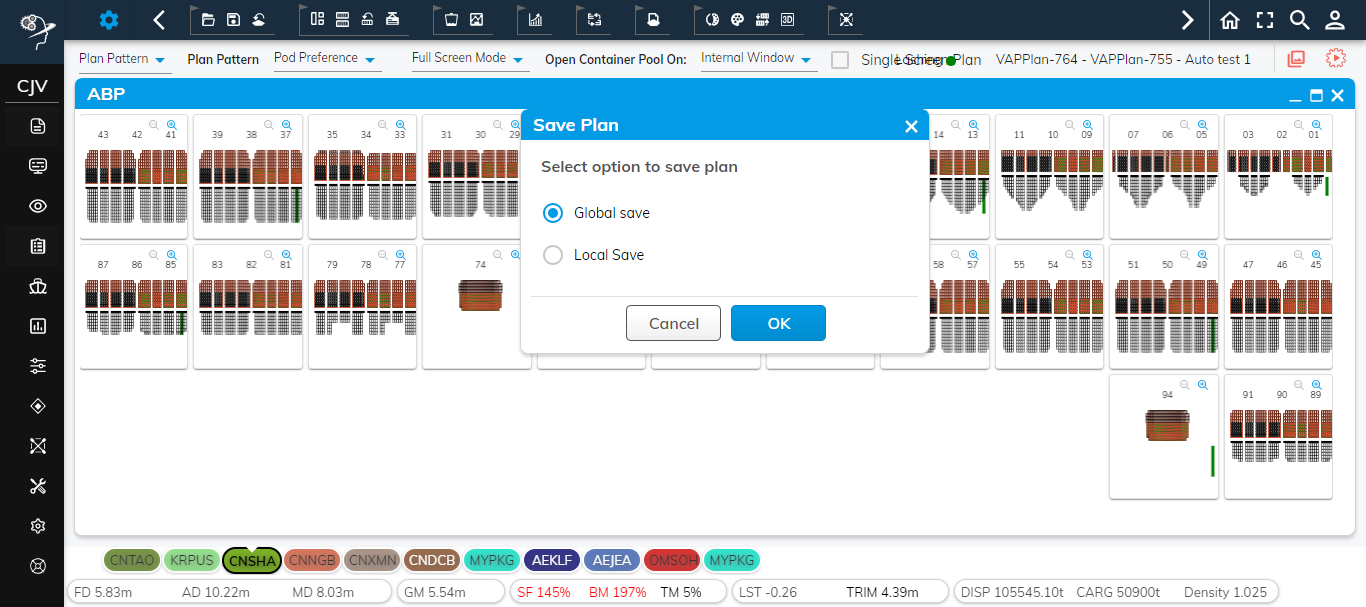 3D
CJV
Plan Pattern
Plan Pattern
Pod Preference
Full Screen Mode
Open Container Pool On:
Internal Window
Single Screen Plan
VAPPlan-764 - VAPPlan-755 - Auto test 1
ABP
43 42 41
39 38 37
35 34 33
31 30 29
14 13
11 10 09
07 06 05
03 02 01
Save Plan
Select option to save plan
Global save
Local Save
Cancel
OK
87 86 85
83 82 81
79 78 77
74
58 57
55 54 53
51 50 49
47 46 45
94
91 90 89
CNTAO KRPUS CNSHA CNNGB CNXMN CNDCB MYPKG AEKLF AEJEA OMSOH MYPKG
FD 5.83m AD 10.22m MD 8.03m GM 5.54m SF 145% BM 197% TM 5% LST -0.26 TRIM 4.39m DISP 105545.10t CARG 50900t Density 1.025